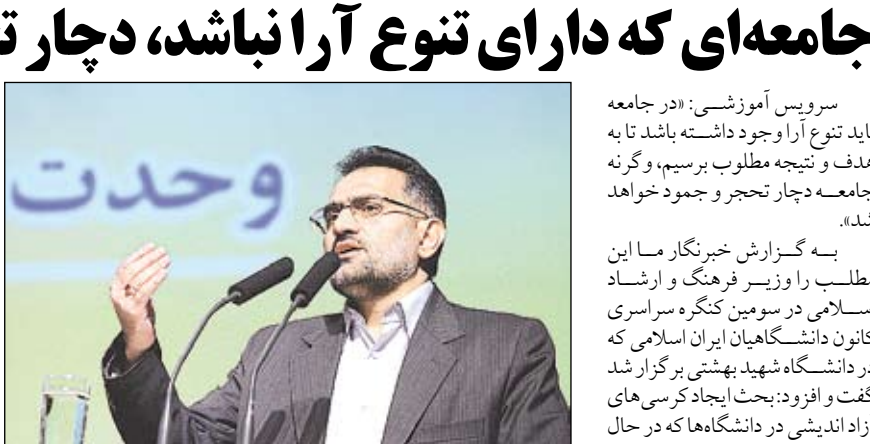 جامعه‌ای که دارای تنوع آرا نباشد، دچار
سرویس آموزشی: «در جامعه
باید تنوع آرا وجود داشته باشد تا به
هدف و نتیجه مطلوب برسیم، وگرنه
جامعه دچار تحجر و جمود خواهد
شد».
به گزارش خبرنگار ما این
مطلب را وزیر فرهنگ و ارشاد
اسلامی در سومین کنگره سراسری
کانون دانشگاهیان ایران اسلامی که
در دانشگاه شهید بهشتی برگزار شد
گفت و افزود: بحث ایجاد کرسی‌های
آزاد اندیشی در دانشگاه‌ها که در حال
وحدت